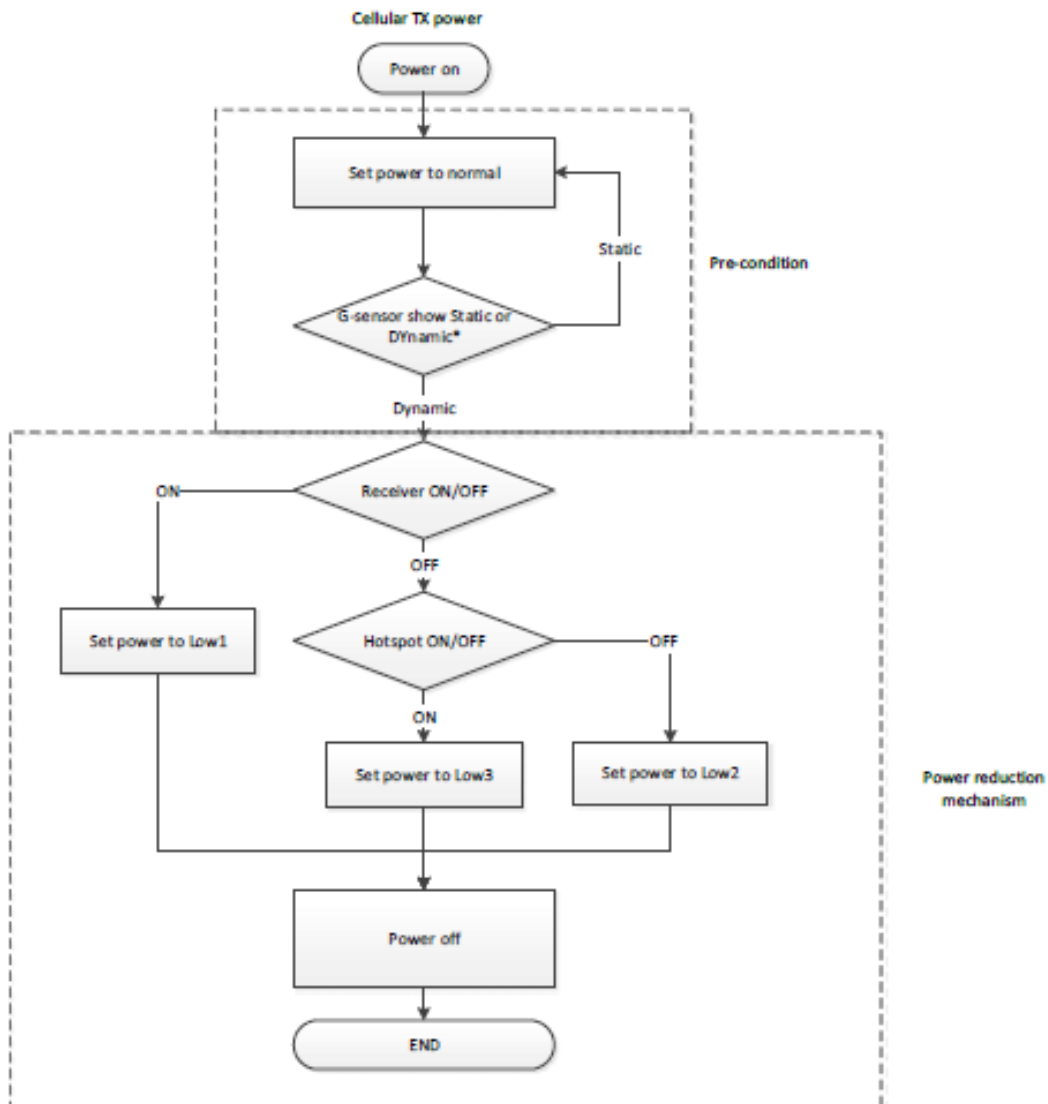 Cellular TX power
Power on
Set power to normal
Static
Pre-condition
G-sensor show Static or
DYnamic*
Dynamic
Receiver ON/OFF
ON
OFF
Set power to Low1
Hotspot ON/OFF
OFF
ON
Set power to Low3
Set power to Low2
Power reduction
mechanism
Power off
END